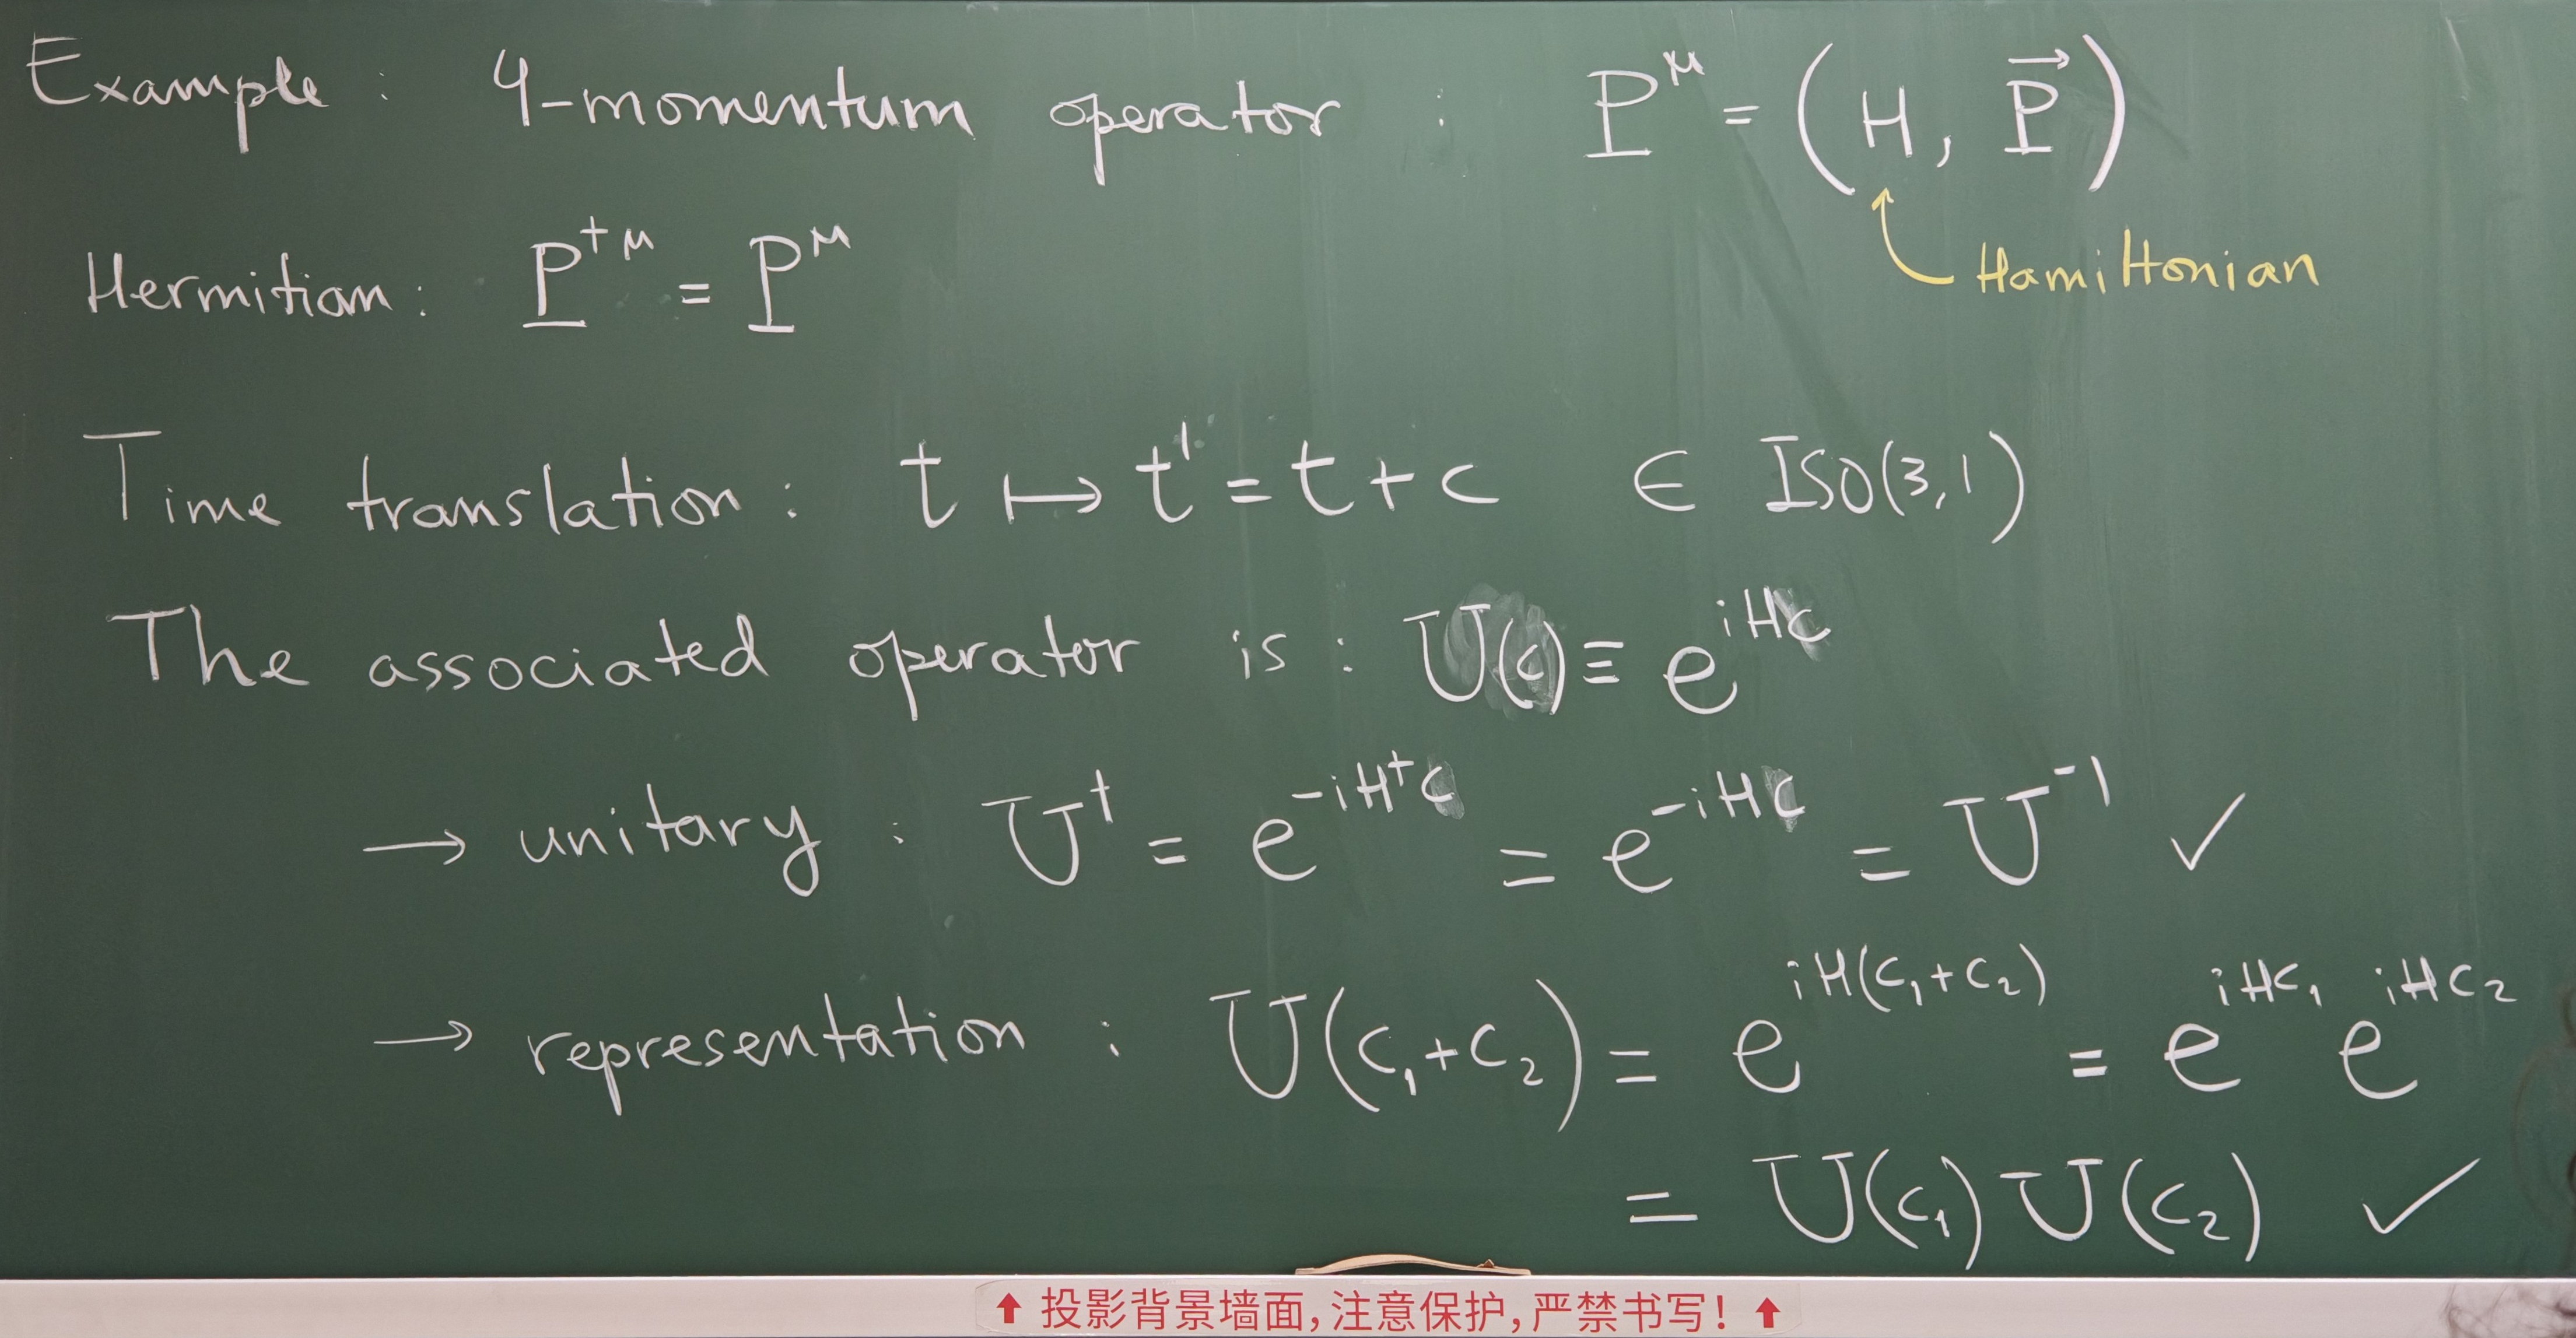 Example : 4-momentum operator : P^μ = (H, P⃗)
Hamiltonian
Hermitian : P^†μ = P^μ
Time translation : t ↦ t' = t + c ∈ ISO(3,1)
The associated operator is : U(c) ≡ e^{iHc}
→ unitary : U^† = e^{-iH^†c} = e^{-iHc} = U^{-1} ✓
→ representation : U(c₁+c₂) = e^{iH(c₁+c₂)} = e^{iHc₁} e^{iHc₂}
= U(c₁) U(c₂) ✓
⬆ 投影背景墙面,注意保护,严禁书写! ⬆